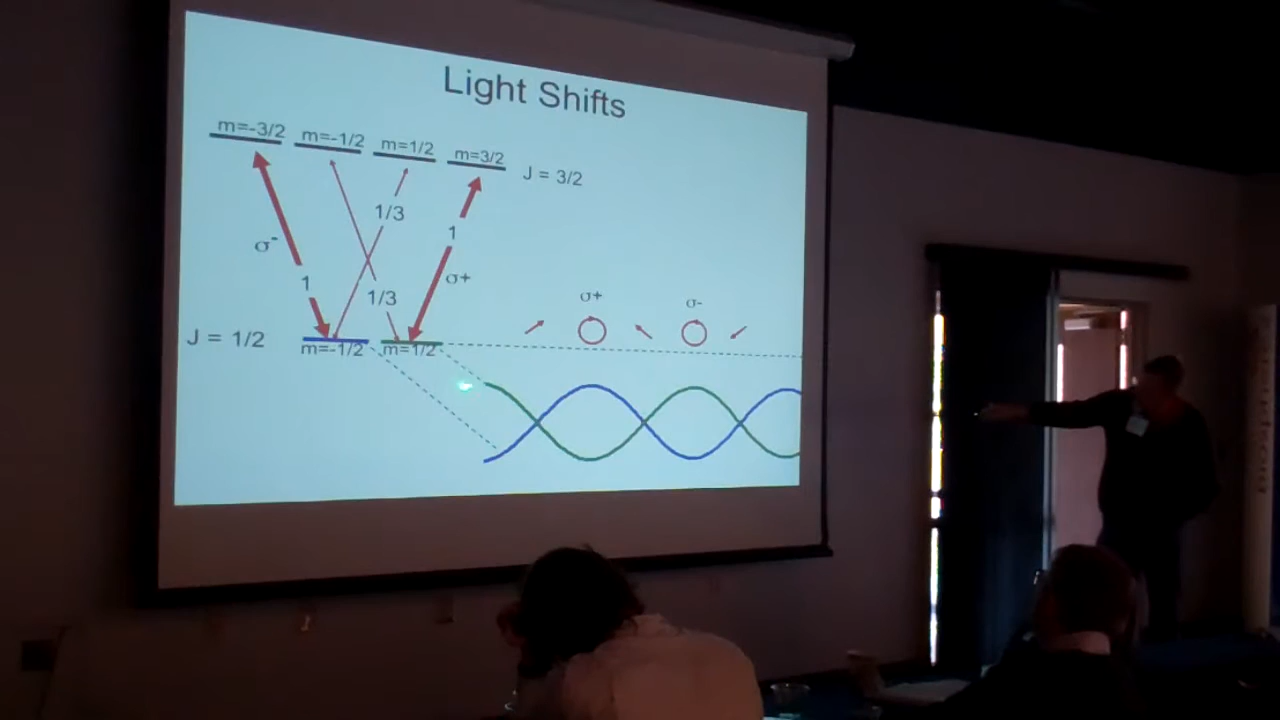 Light Shifts
m=-3/2 m=-1/2 m=1/2 m=3/2
J = 3/2
1/3
1
σ-
σ+
1
1/3
σ+ σ-
J = 1/2
m=-1/2 m=1/2